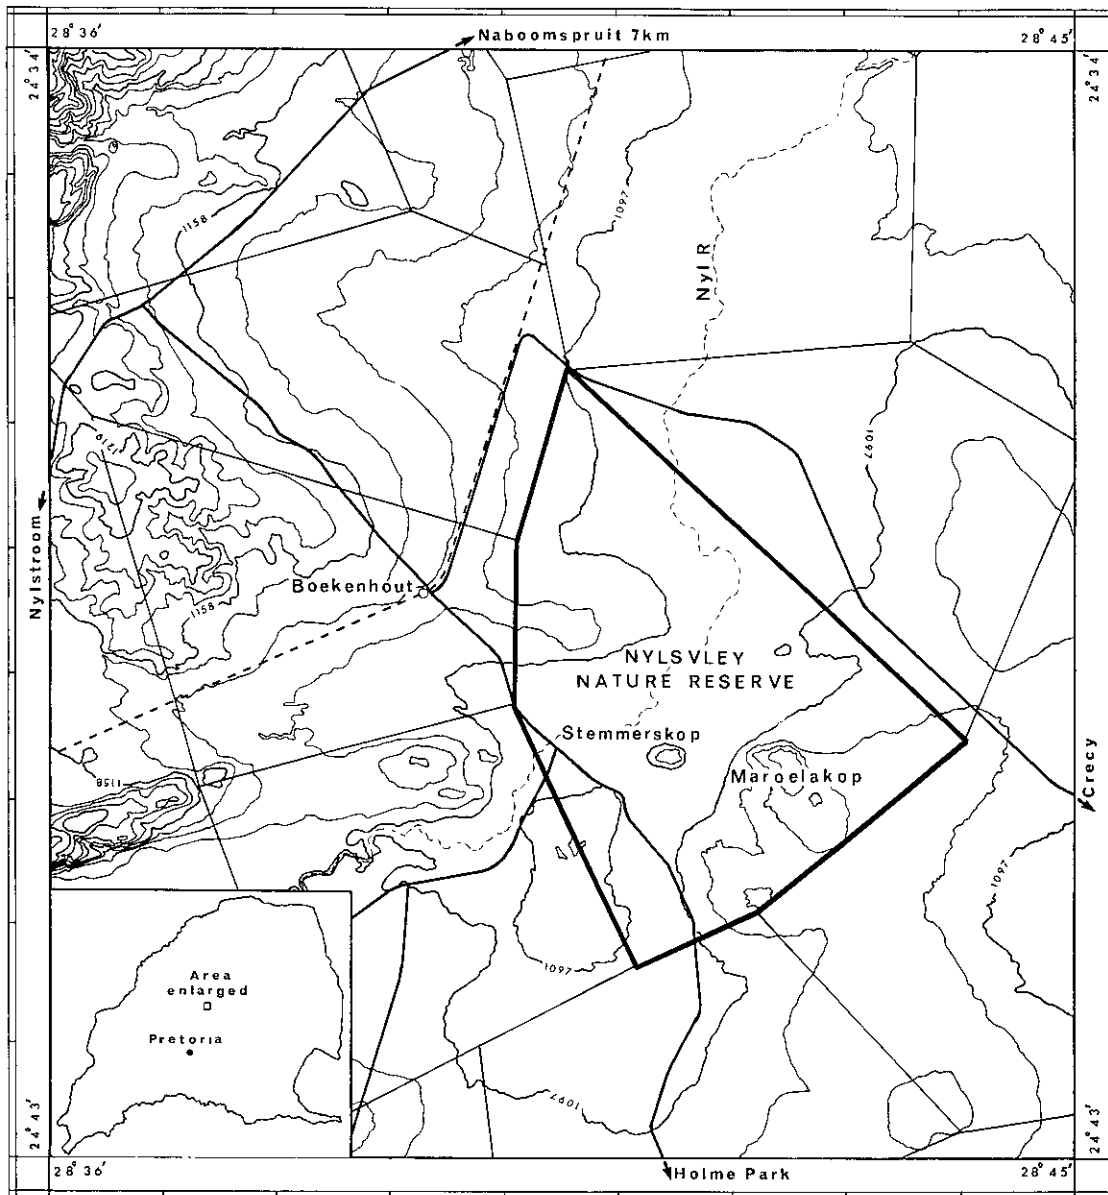 28° 36′
Naboomspruit 7km
28° 45′
24° 34′
24° 34′
1097
1158
Nyl R
1219
1097
Nylstroom
Boekenhout
1158
NYLSVLEY
NATURE RESERVE
Stemmerskop
Maroelakop
1158
Crecy
1097
1097
Area
enlarged
Pretoria
1097
24° 43′
24° 43′
28° 36′
28° 45′
Holme Park